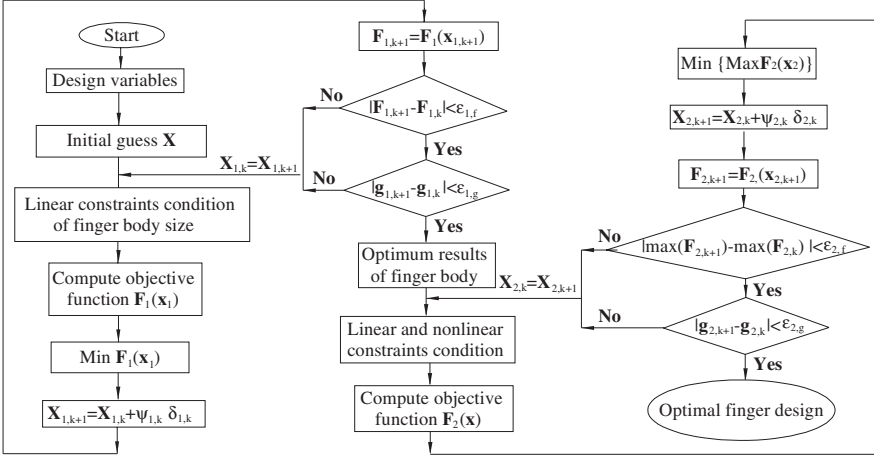 Start
Design variables
Initial guess X
X₁,ₖ=X₁,ₖ₊₁
Linear constraints condition
of finger body size
Compute objective
function F₁(x₁)
Min F₁(x₁)
X₁,ₖ₊₁=X₁,ₖ+ψ₁,ₖ δ₁,ₖ
F₁,ₖ₊₁=F₁(x₁,ₖ₊₁)
No
|F₁,ₖ₊₁-F₁,ₖ|<ε₁,f
Yes
No
|g₁,ₖ₊₁-g₁,ₖ|<ε₁,g
Yes
Optimum results
of finger body
X₂,ₖ=X₂,ₖ₊₁
Linear and nonlinear
constraints condition
Compute objective
function F₂(x)
Min {MaxF₂(x₂)}
X₂,ₖ₊₁=X₂,ₖ+ψ₂,ₖ δ₂,ₖ
F₂,ₖ₊₁=F₂,(x₂,ₖ₊₁)
No
|max(F₂,ₖ₊₁)-max(F₂,ₖ) |<ε₂,f
Yes
No
|g₂,ₖ₊₁-g₂,ₖ|<ε₂,g
Yes
Optimal finger design